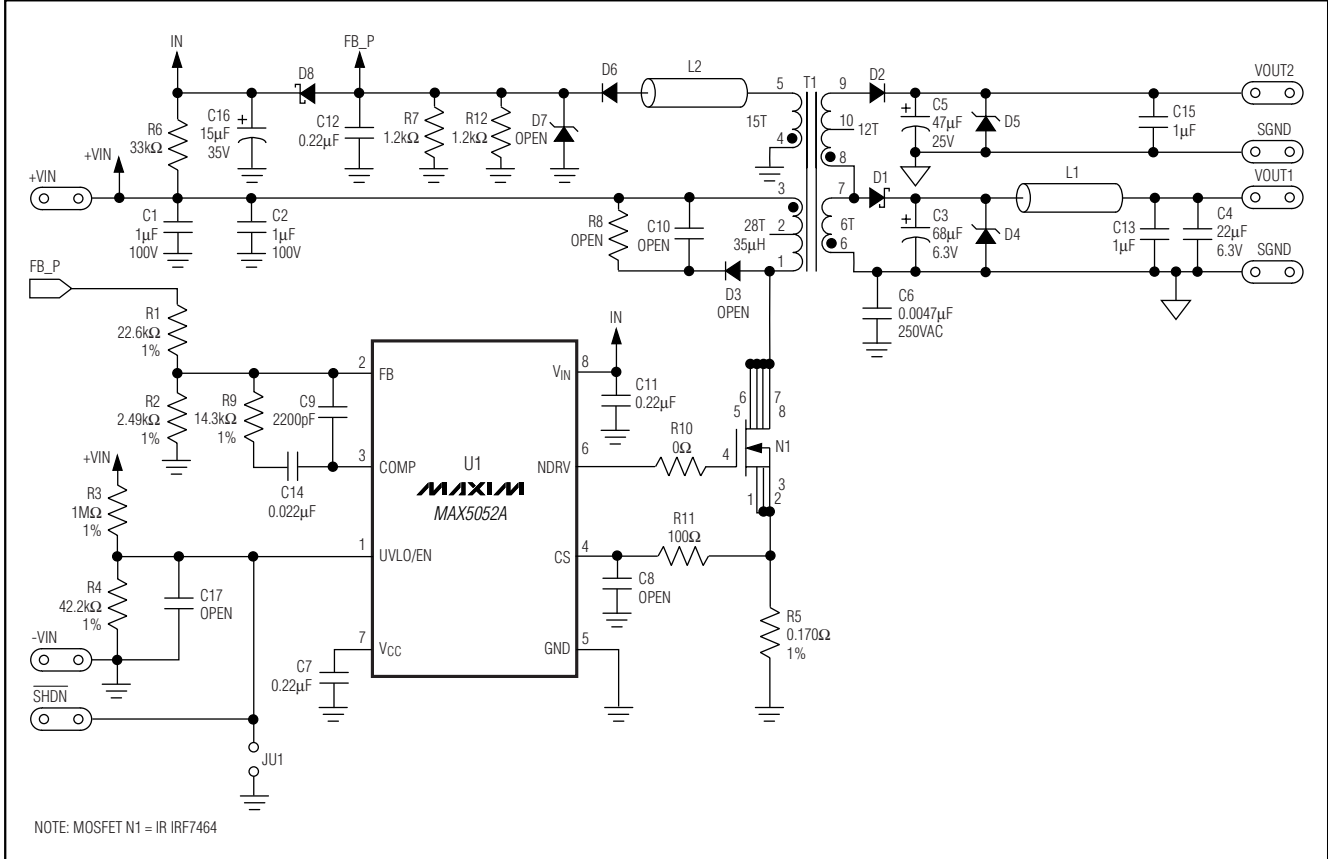 IN
FB_P
D8
C16
15µF
35V
R6
33kΩ
C12
0.22µF
R7
1.2kΩ
R12
1.2kΩ
D7
OPEN
D6
L2
5
15T
4
T1
9
10
12T
8
D2
C5
47µF
25V
D5
C15
1µF
VOUT2
SGND
+VIN
+VIN
C1
1µF
100V
C2
1µF
100V
R8
OPEN
C10
OPEN
D3
OPEN
3
28T
2
35µH
1
7
6T
6
D1
C3
68µF
6.3V
D4
L1
C13
1µF
C4
22µF
6.3V
VOUT1
SGND
C6
0.0047µF
250VAC
FB_P
R1
22.6kΩ
1%
R2
2.49kΩ
1%
R9
14.3kΩ
1%
C9
2200pF
C14
0.022µF
+VIN
R3
1MΩ
1%
R4
42.2kΩ
1%
C17
OPEN
-VIN
SHDN
JU1
C7
0.22µF
2
FB
3
COMP
1
UVLO/EN
7
VCC
U1
MAXIM
MAX5052A
VIN
8
NDRV
6
CS
4
GND
5
IN
C11
0.22µF
R10
0Ω
4
5
6
7
8
N1
1
2
3
R11
100Ω
C8
OPEN
R5
0.170Ω
1%
NOTE: MOSFET N1 = IR IRF7464